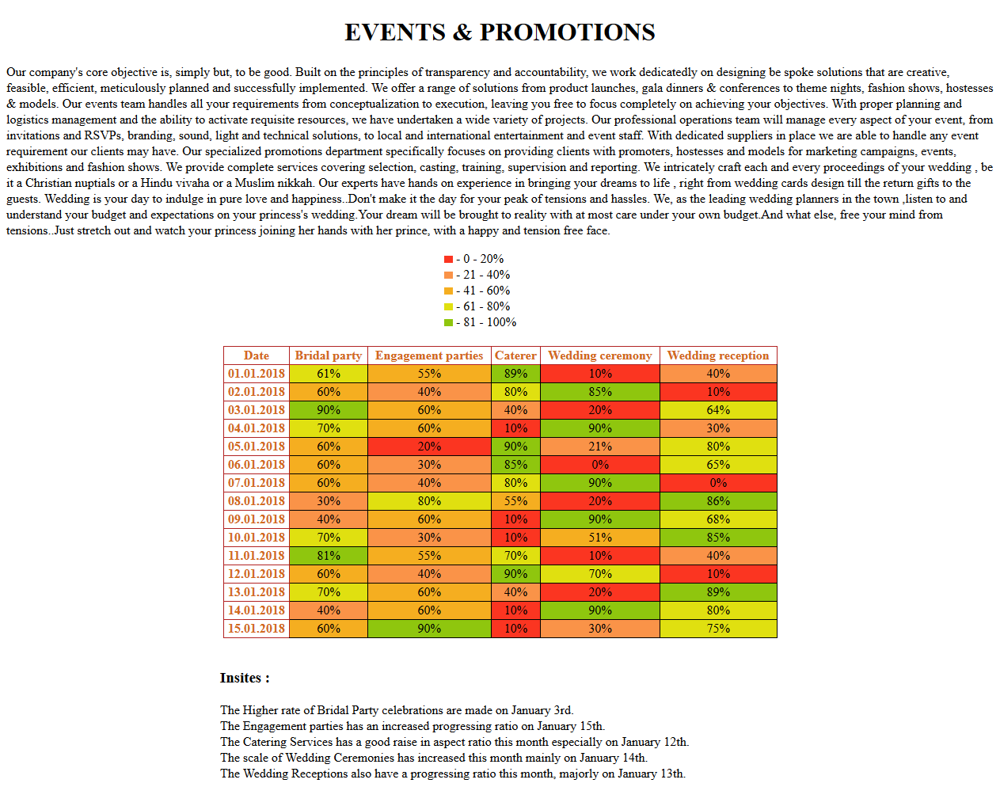 EVENTS & PROMOTIONS
Our company's core objective is, simply but, to be good. Built on the principles of transparency and accountability, we work dedicatedly on designing be spoke solutions that are creative,
feasible, efficient, meticulously planned and successfully implemented. We offer a range of solutions from product launches, gala dinners & conferences to theme nights, fashion shows, hostesses
& models. Our events team handles all your requirements from conceptualization to execution, leaving you free to focus completely on achieving your objectives. With proper planning and
logistics management and the ability to activate requisite resources, we have undertaken a wide variety of projects. Our professional operations team will manage every aspect of your event, from
invitations and RSVPs, branding, sound, light and technical solutions, to local and international entertainment and event staff. With dedicated suppliers in place we are able to handle any event
requirement our clients may have. Our specialized promotions department specifically focuses on providing clients with promoters, hostesses and models for marketing campaigns, events,
exhibitions and fashion shows. We provide complete services covering selection, casting, training, supervision and reporting. We intricately craft each and every proceedings of your wedding , be
it a Christian nuptials or a Hindu vivaha or a Muslim nikkah. Our experts have hands on experience in bringing your dreams to life , right from wedding cards design till the return gifts to the
guests. Wedding is your day to indulge in pure love and happiness..Don't make it the day for your peak of tensions and hassles. We, as the leading wedding planners in the town ,listen to and
understand your budget and expectations on your princess's wedding.Your dream will be brought to reality with at most care under your own budget.And what else, free your mind from
tensions..Just stretch out and watch your princess joining her hands with her prince, with a happy and tension free face.
- 0 - 20%
- 21 - 40%
- 41 - 60%
- 61 - 80%
- 81 - 100%
Date Bridal party Engagement parties Caterer Wedding ceremony Wedding reception
01.01.2018 61% 55% 89% 10% 40%
02.01.2018 60% 40% 80% 85% 10%
03.01.2018 90% 60% 40% 20% 64%
04.01.2018 70% 60% 10% 90% 30%
05.01.2018 60% 20% 90% 21% 80%
06.01.2018 60% 30% 85% 0% 65%
07.01.2018 60% 40% 80% 90% 0%
08.01.2018 30% 80% 55% 20% 86%
09.01.2018 40% 60% 10% 90% 68%
10.01.2018 70% 30% 10% 51% 85%
11.01.2018 81% 55% 70% 10% 40%
12.01.2018 60% 40% 90% 70% 10%
13.01.2018 70% 60% 40% 20% 89%
14.01.2018 40% 60% 10% 90% 80%
15.01.2018 60% 90% 10% 30% 75%
Insites :
The Higher rate of Bridal Party celebrations are made on January 3rd.
The Engagement parties has an increased progressing ratio on January 15th.
The Catering Services has a good raise in aspect ratio this month especially on January 12th.
The scale of Wedding Ceremonies has increased this month mainly on January 14th.
The Wedding Receptions also have a progressing ratio this month, majorly on January 13th.